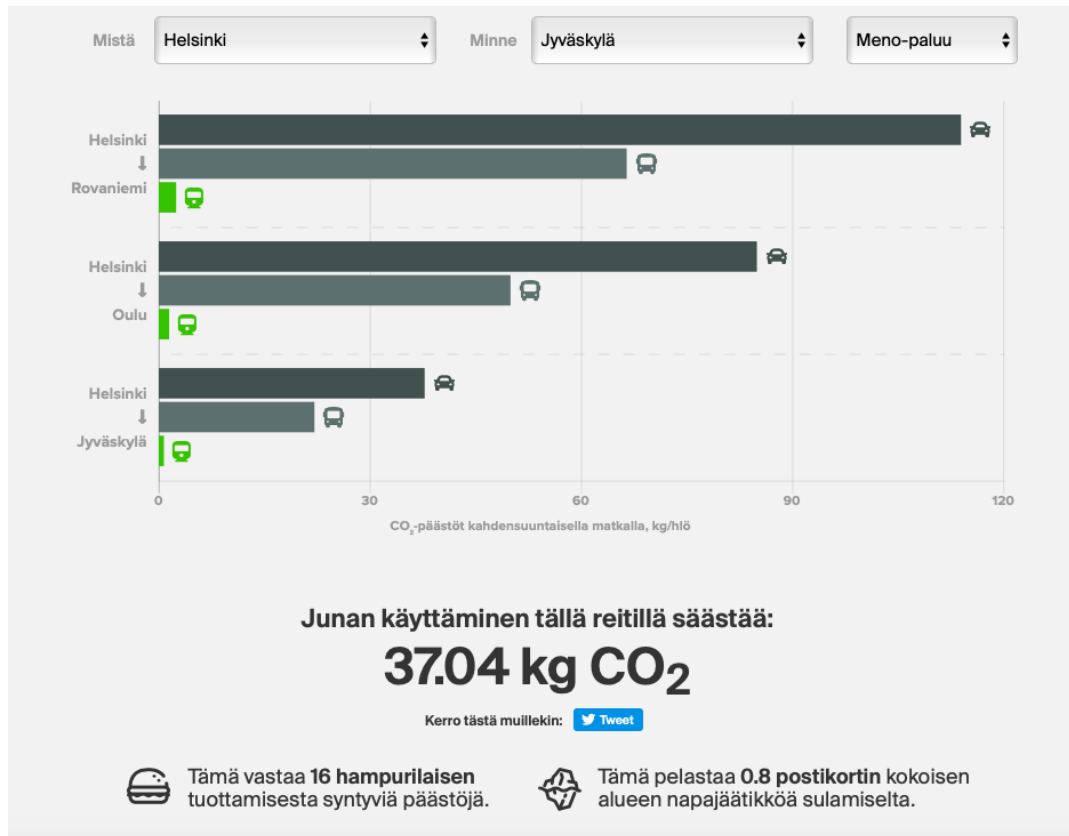 Mistä Helsinki Minne Jyväskylä Meno-paluu
Helsinki
↓
Rovaniemi
Helsinki
↓
Oulu
Helsinki
↓
Jyväskylä
0 30 60 90 120
CO₂-päästöt kahdensuuntaisella matkalla, kg/hlö
Junan käyttäminen tällä reitillä säästää:
37.04 kg CO₂
Kerro tästä muillekin: Tweet
Tämä vastaa 16 hampurilaisen
tuottamisesta syntyviä päästöjä.
Tämä pelastaa 0.8 postikortin kokoisen
alueen napajäätikköä sulamiselta.